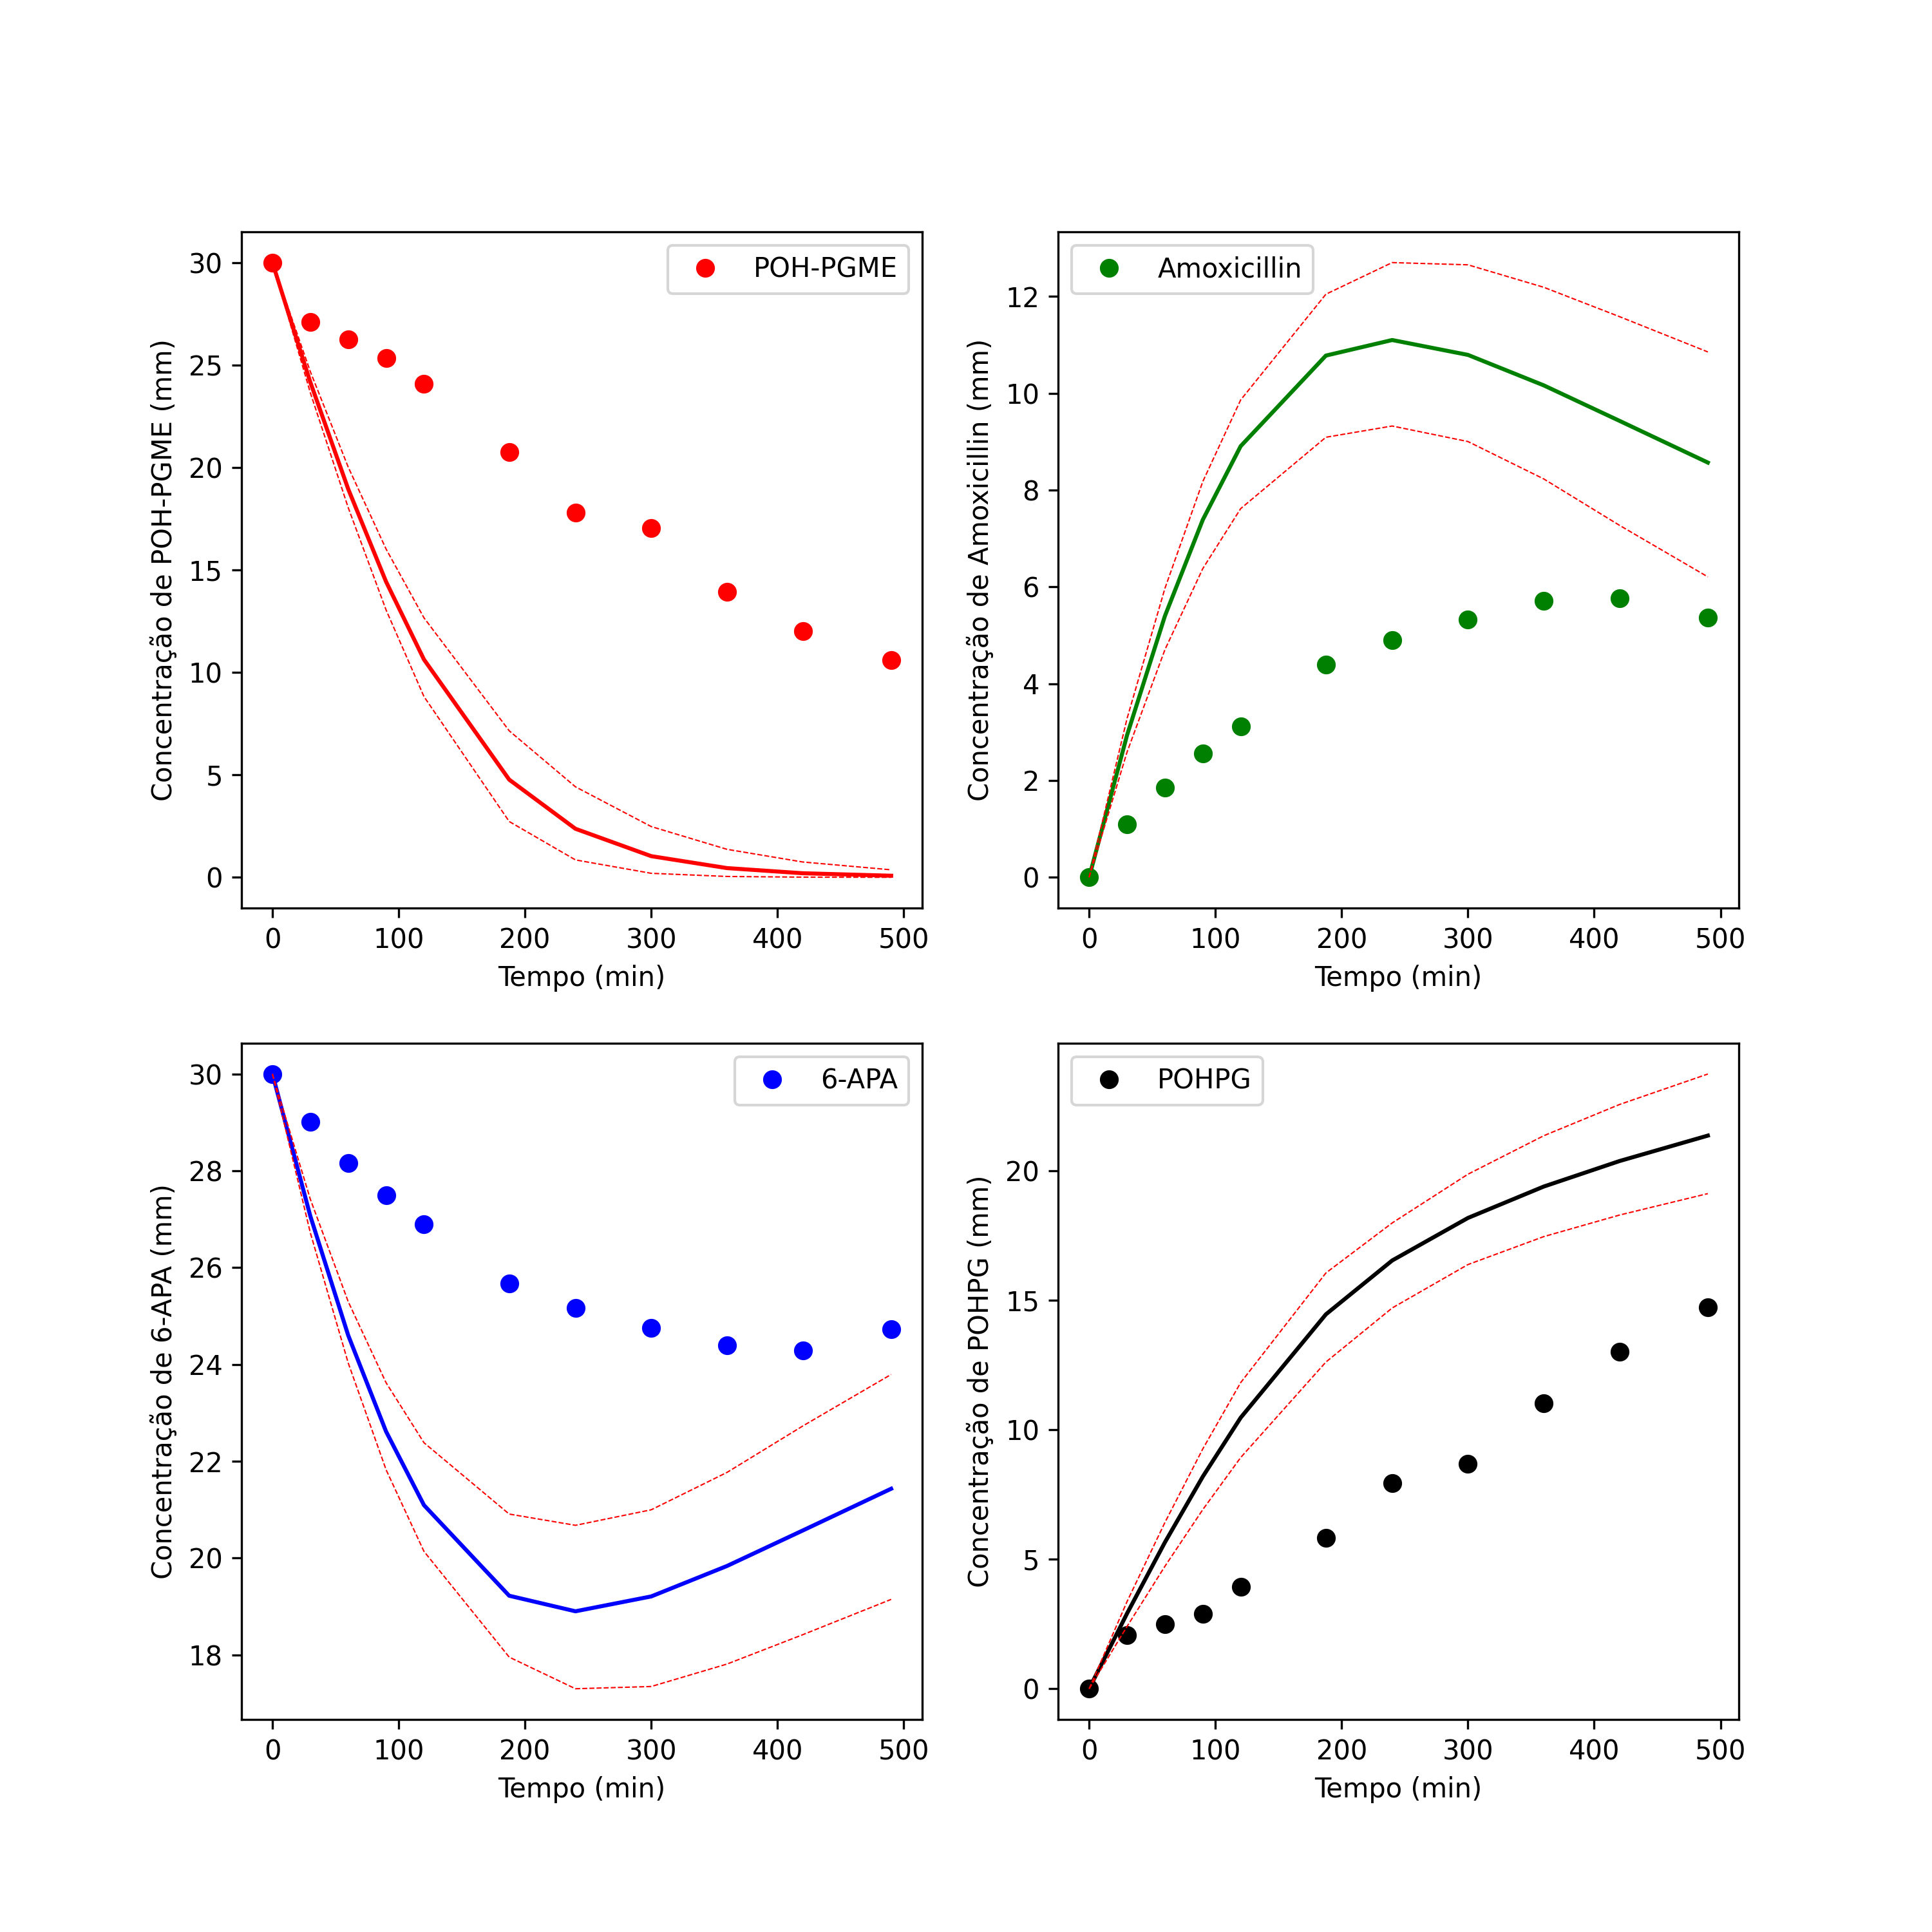 POH-PGME
30
25
20
15
10
5
0
Concentração de POH-PGME (mm)
0 100 200 300 400 500
Tempo (min)
Amoxicillin
12
10
8
6
4
2
0
Concentração de Amoxicillin (mm)
0 100 200 300 400 500
Tempo (min)
6-APA
30
28
26
24
22
20
18
Concentração de 6-APA (mm)
0 100 200 300 400 500
Tempo (min)
POHPG
20
15
10
5
0
Concentração de POHPG (mm)
0 100 200 300 400 500
Tempo (min)